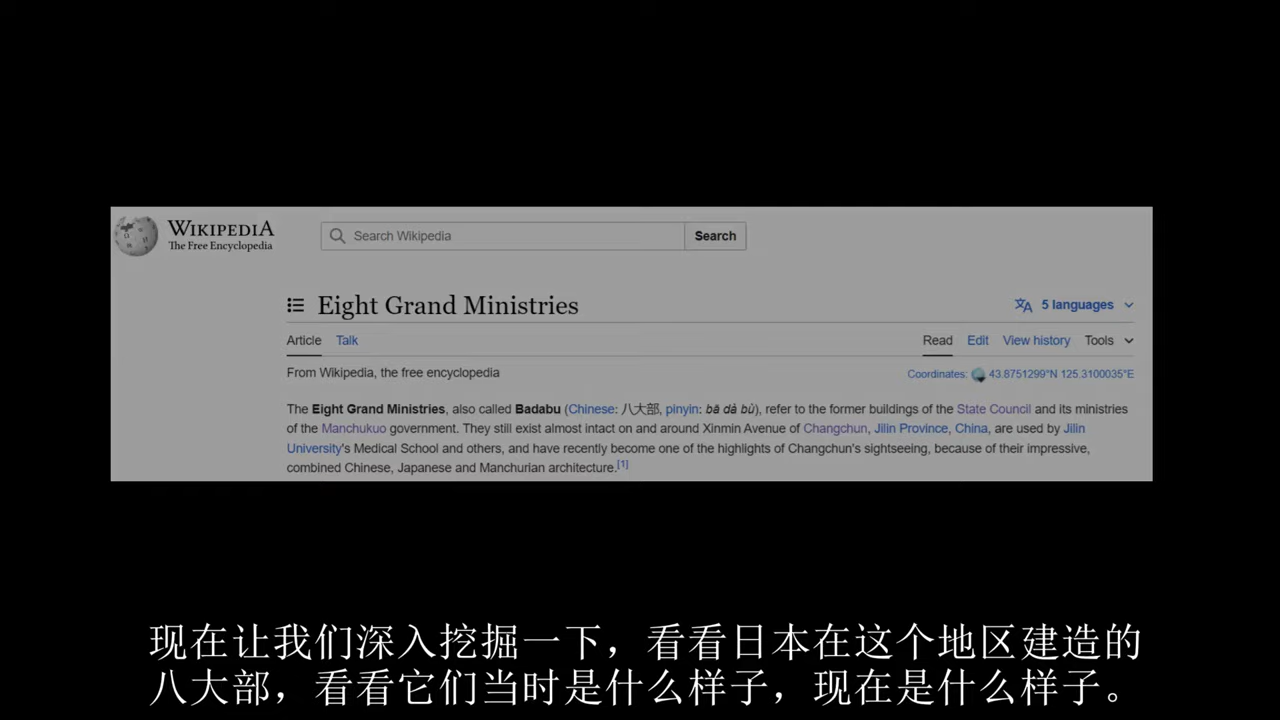 WIKIPEDIA
The Free Encyclopedia
Search Wikipedia
Search
Eight Grand Ministries
5 languages
Article Talk
Read Edit View history Tools
From Wikipedia, the free encyclopedia
Coordinates: 43.8751299°N 125.3100035°E
The Eight Grand Ministries, also called Badabu (Chinese: 八大部, pinyin: bā dà bù), refer to the former buildings of the State Council and its ministries
of the Manchukuo government. They still exist almost intact on and around Xinmin Avenue of Changchun, Jilin Province, China, are used by Jilin
University's Medical School and others, and have recently become one of the highlights of Changchun's sightseeing, because of their impressive,
combined Chinese, Japanese and Manchurian architecture.[1]
现在让我们深入挖掘一下，看看日本在这个地区建造的
八大部，看看它们当时是什么样子，现在是什么样子。